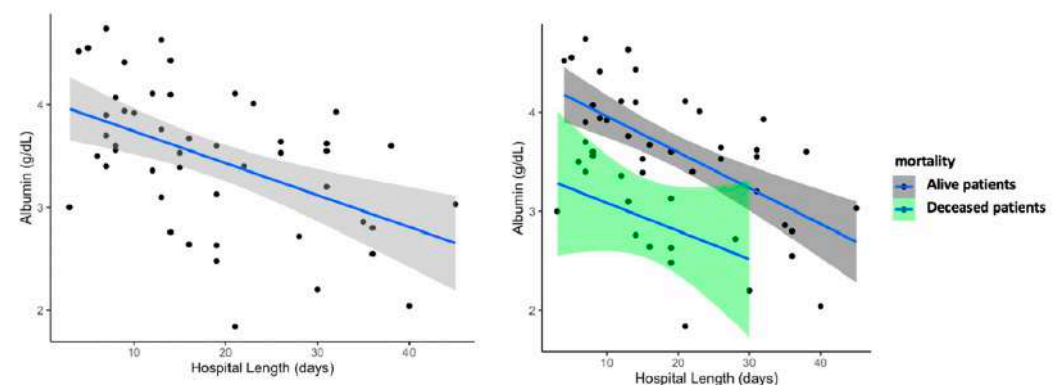 Albumin (g/dL)
4
3
2
10
20
30
40
Hospital Length (days)
Albumin (g/dL)
4
3
2
10
20
30
40
Hospital Length (days)
mortality
Alive patients
Deceased patients